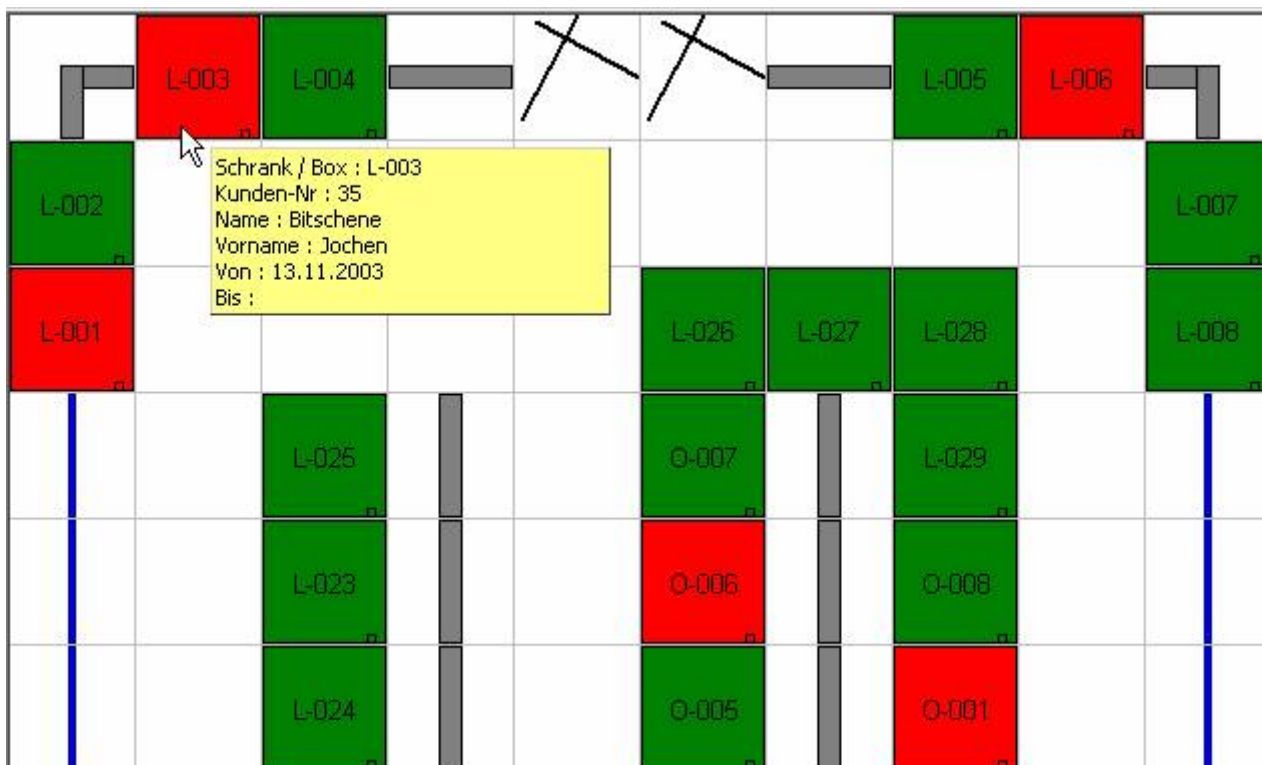 L-003 L-004 L-005 L-006
Schrank / Box : L-003
Kunden-Nr : 35
Name : Bitschene
Vorname : Jochen
Von : 13.11.2003
Bis :
L-002 L-007
L-001 L-026 L-027 L-028 L-008
L-025 O-007 L-029
L-023 O-006 O-008
L-024 O-005 O-001